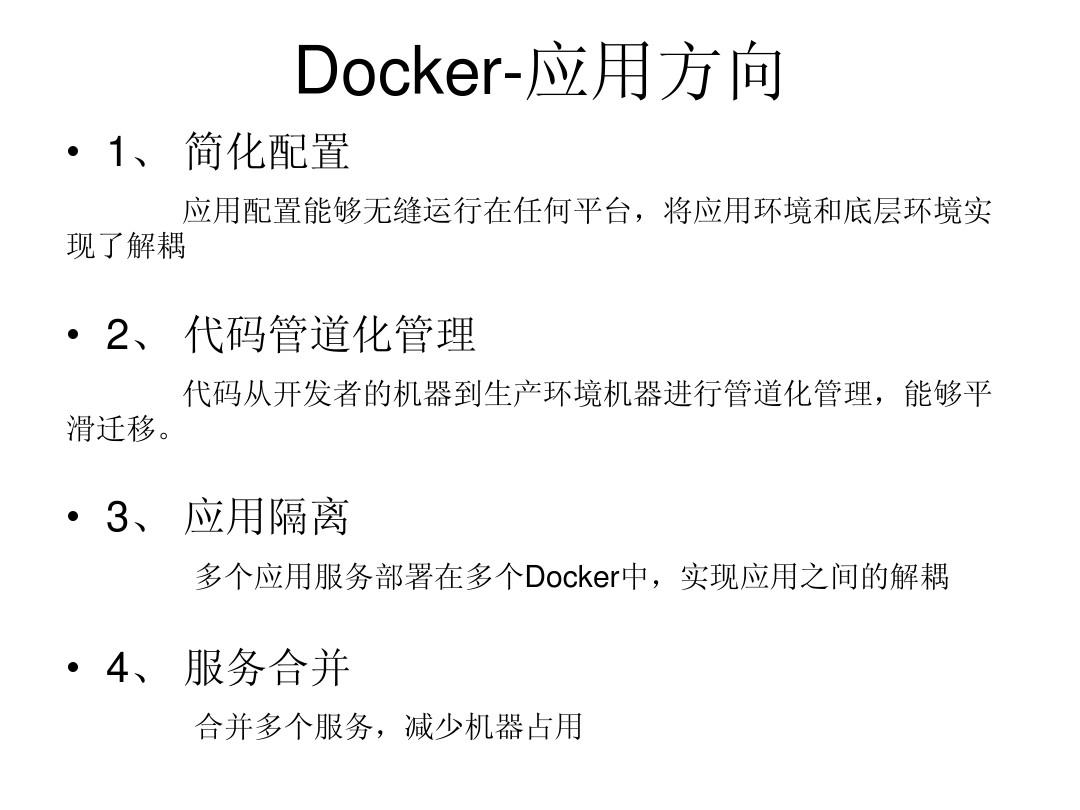 Docker-应用方向
• 1、 简化配置
应用配置能够无缝运行在任何平台，将应用环境和底层环境实
现了解耦
• 2、 代码管道化管理
代码从开发者的机器到生产环境机器进行管道化管理，能够平
滑迁移。
• 3、 应用隔离
多个应用服务部署在多个Docker中，实现应用之间的解耦
• 4、 服务合并
合并多个服务，减少机器占用